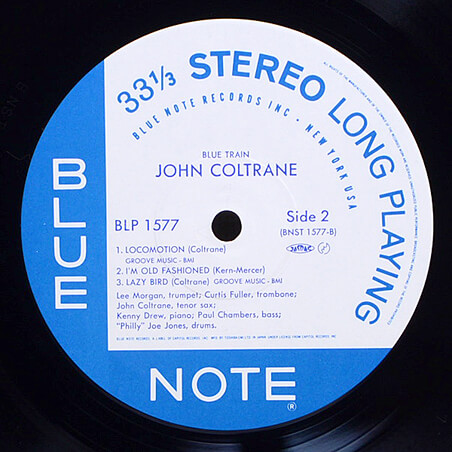 33⅓ STEREO LONG PLAYING
BLUE NOTE RECORDS INC · NEW YORK USA
BLUE TRAIN
JOHN COLTRANE
BLP 1577
Side 2
(BNST 1577-B)
JASRAC
1. LOCOMOTION (Coltrane)
GROOVE MUSIC - BMI
2. I'M OLD FASHIONED (Kern-Mercer)
3. LAZY BIRD (Coltrane) GROOVE MUSIC - BMI
Lee Morgan, trumpet; Curtis Fuller, trombone;
John Coltrane, tenor sax;
Kenny Drew, piano; Paul Chambers, bass;
"Philly" Joe Jones, drums.
BLUE
NOTE®